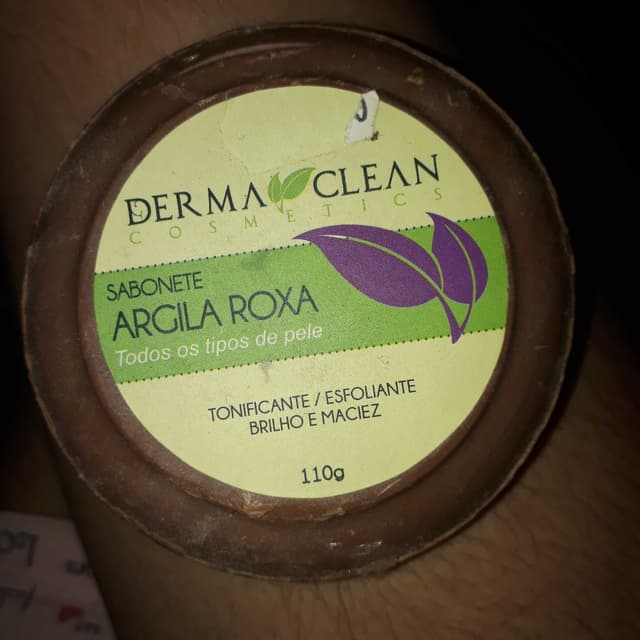 DERMA CLEAN
COSMETICS
SABONETE
ARGILA ROXA
Todos os tipos de pele
TONIFICANTE / ESFOLIANTE
BRILHO E MACIEZ
110g